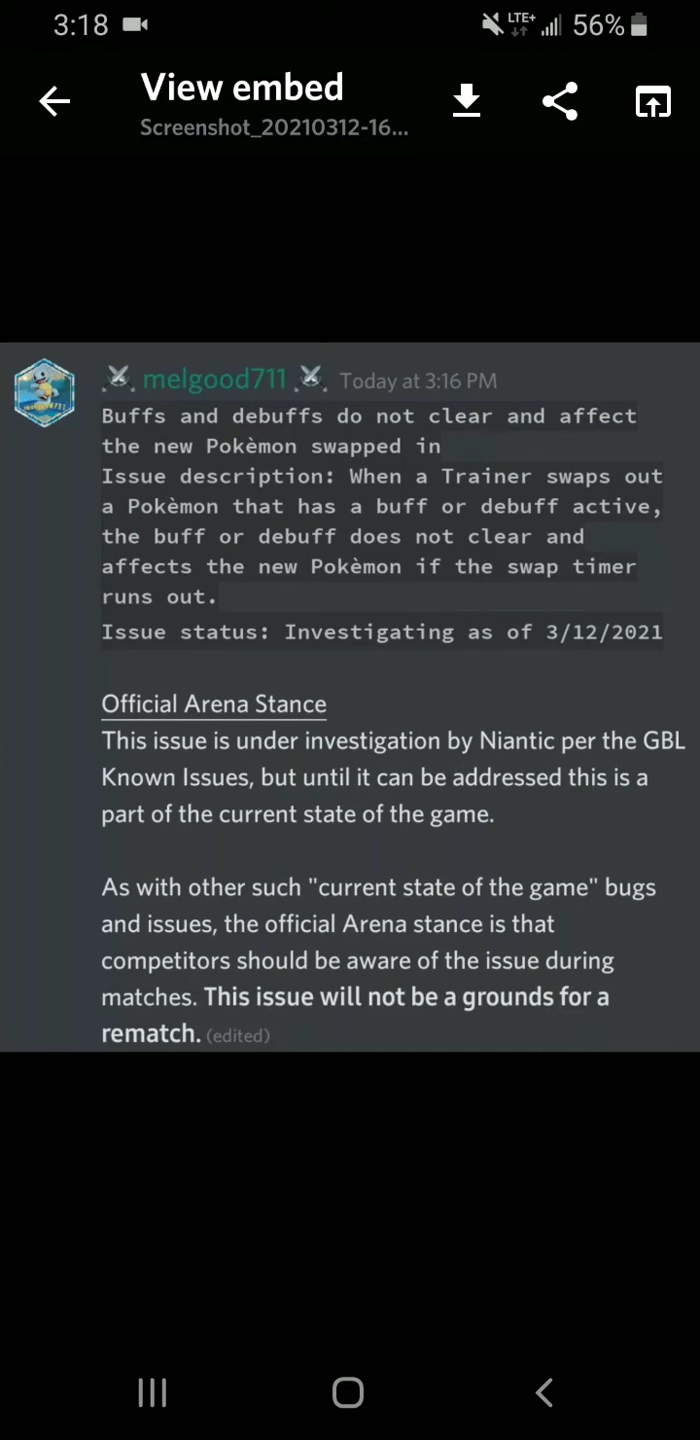 3:18 LTE+ 56%
View embed
Screenshot_20210312-16...
melgood711 Today at 3:16 PM
Buffs and debuffs do not clear and affect
the new Pokèmon swapped in
Issue description: When a Trainer swaps out
a Pokèmon that has a buff or debuff active,
the buff or debuff does not clear and
affects the new Pokèmon if the swap timer
runs out.
Issue status: Investigating as of 3/12/2021
Official Arena Stance
This issue is under investigation by Niantic per the GBL
Known Issues, but until it can be addressed this is a
part of the current state of the game.
As with other such "current state of the game" bugs
and issues, the official Arena stance is that
competitors should be aware of the issue during
matches. This issue will not be a grounds for a
rematch. (edited)